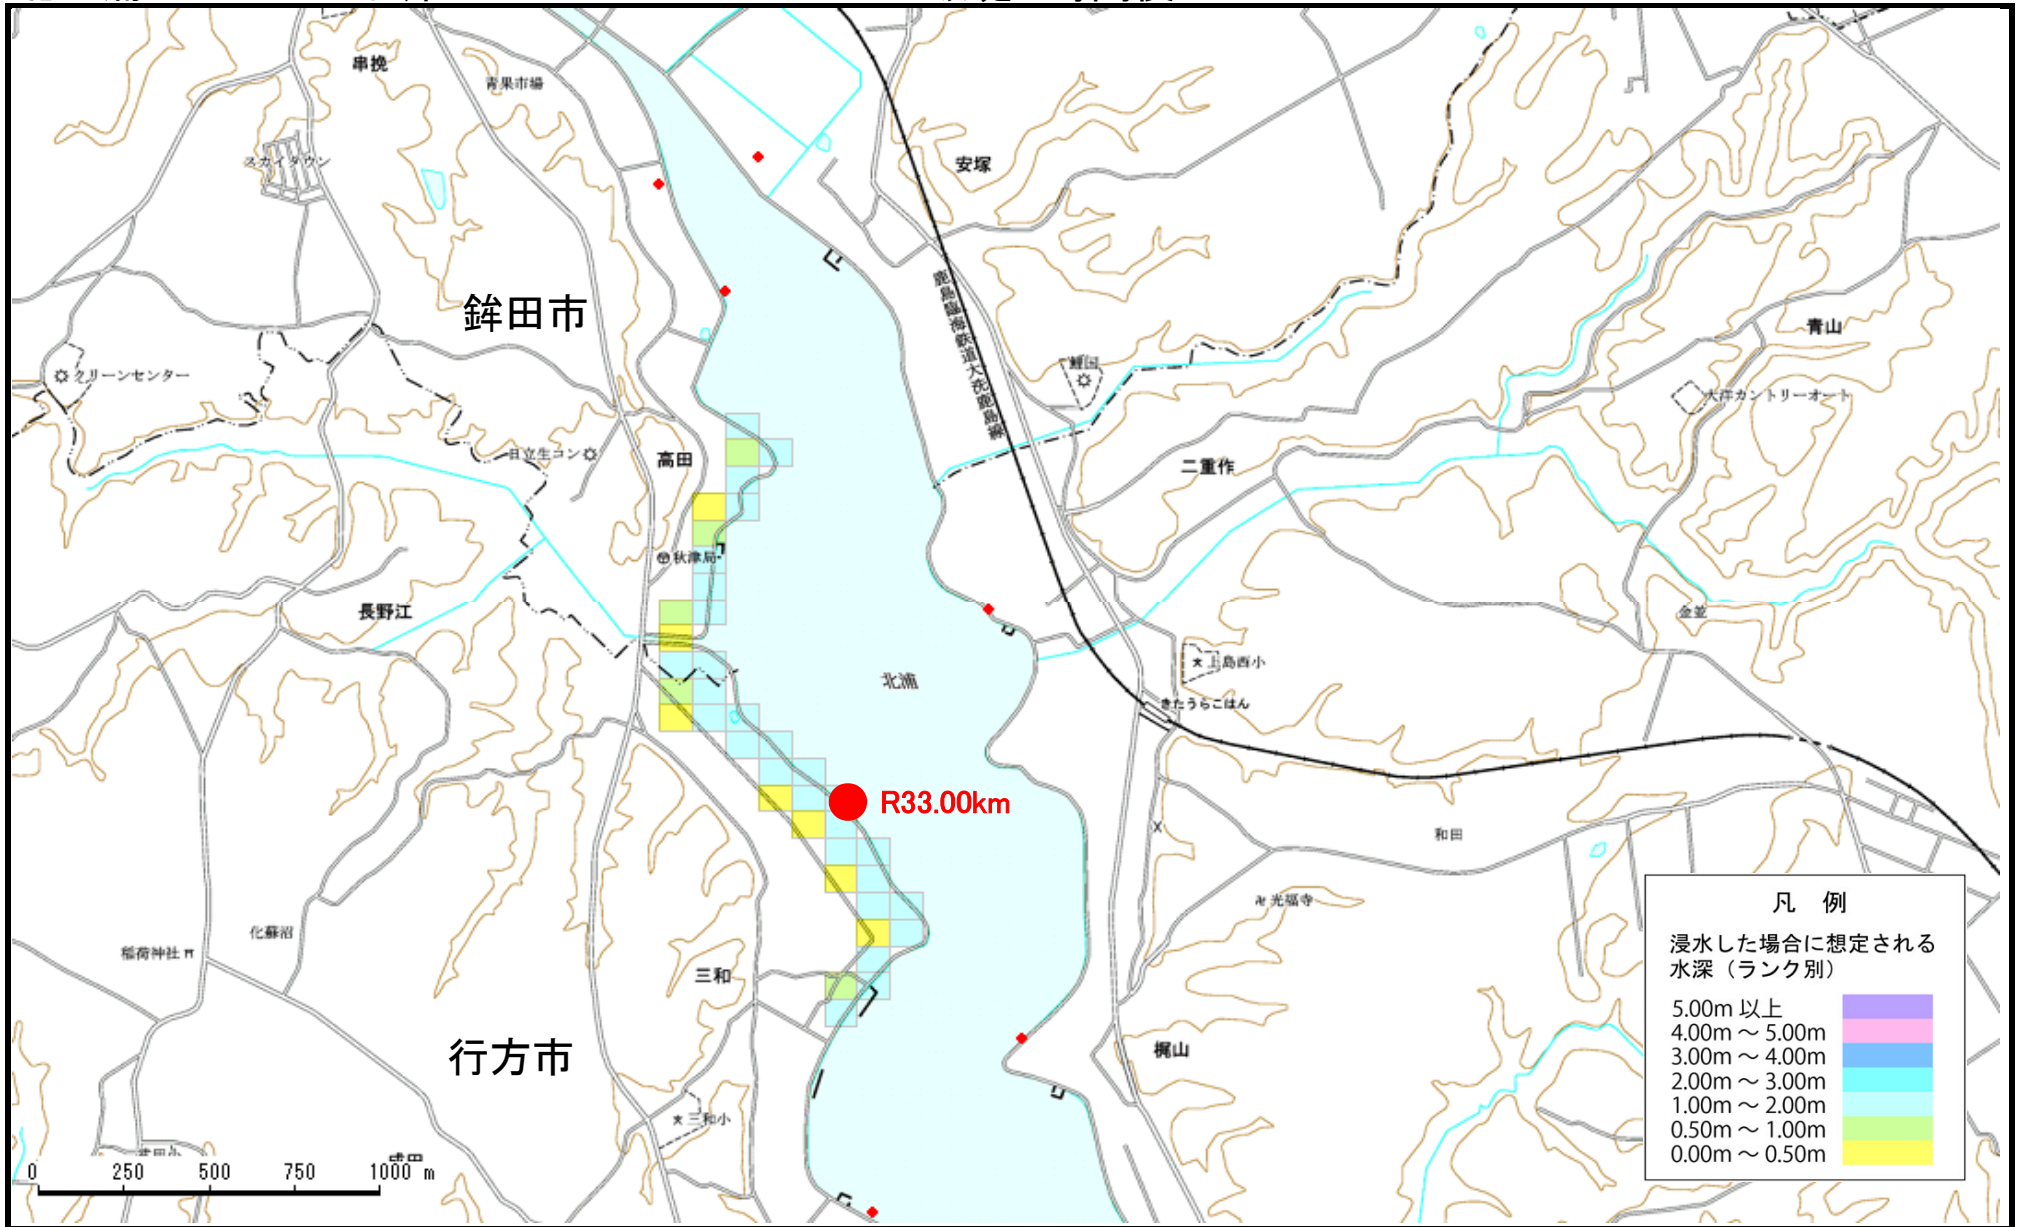 串挽
青果市場
スカイタウン
安塚
鉾田市
鹿島臨海鉄道大洗鹿島線
青山
鯉国
クリーンセンター
大洋カントリーオート
日立生コン
高田
二重作
秋津局
長野江
金並
上島西小
北浦
きたうらこはん
R33.00km
和田
光福寺
化蘇沼
稲荷神社
三和
行方市
梶山
三和小
0 250 500 750 1000 m
凡 例
浸水した場合に想定される
水深（ランク別）
5.00m 以上
4.00m ～ 5.00m
3.00m ～ 4.00m
2.00m ～ 3.00m
1.00m ～ 2.00m
0.50m ～ 1.00m
0.00m ～ 0.50m